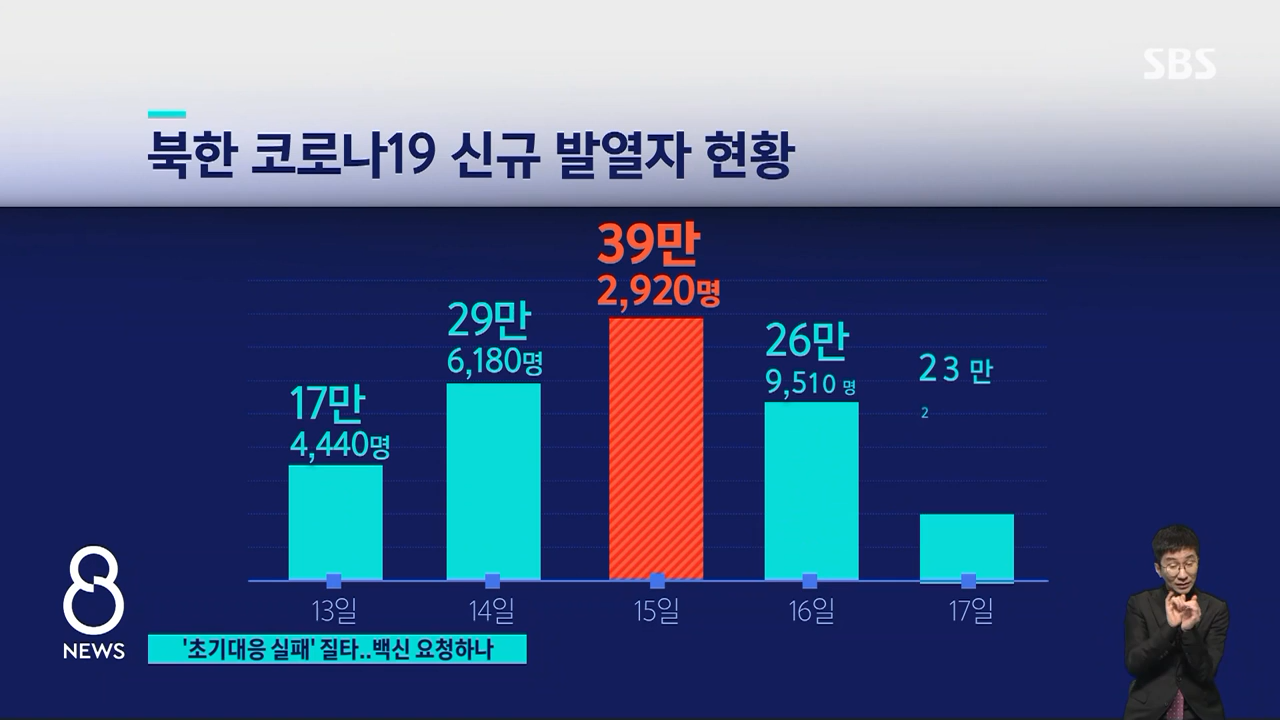 SBS
북한 코로나19 신규 발열자 현황
39만
2,920명
29만
6,180명
26만
9,510 명
23 만
2
17만
4,440명
13일 14일 15일 16일 17일
8
NEWS
'초기대응 실패' 질타..백신 요청하나